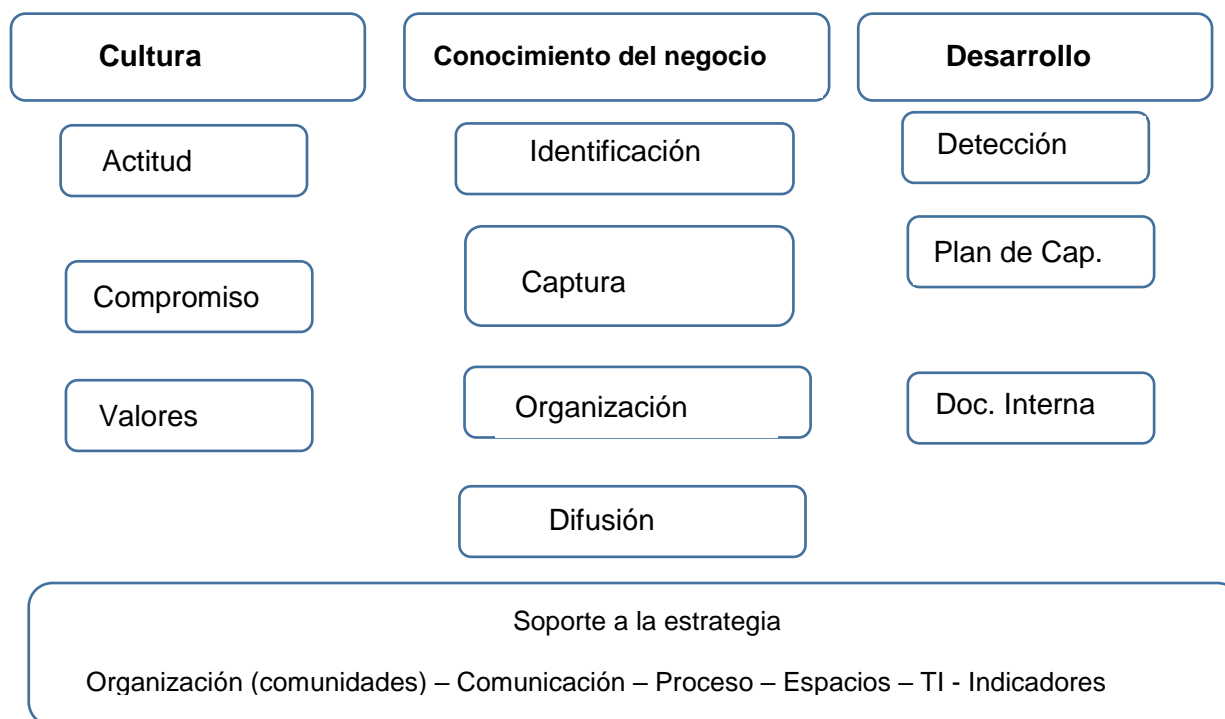 Cultura
Conocimiento del negocio
Desarrollo
Actitud
Identificación
Detección
Compromiso
Captura
Plan de Cap.
Valores
Organización
Doc. Interna
Difusión
Soporte a la estrategia
Organización (comunidades) – Comunicación – Proceso – Espacios – TI - Indicadores